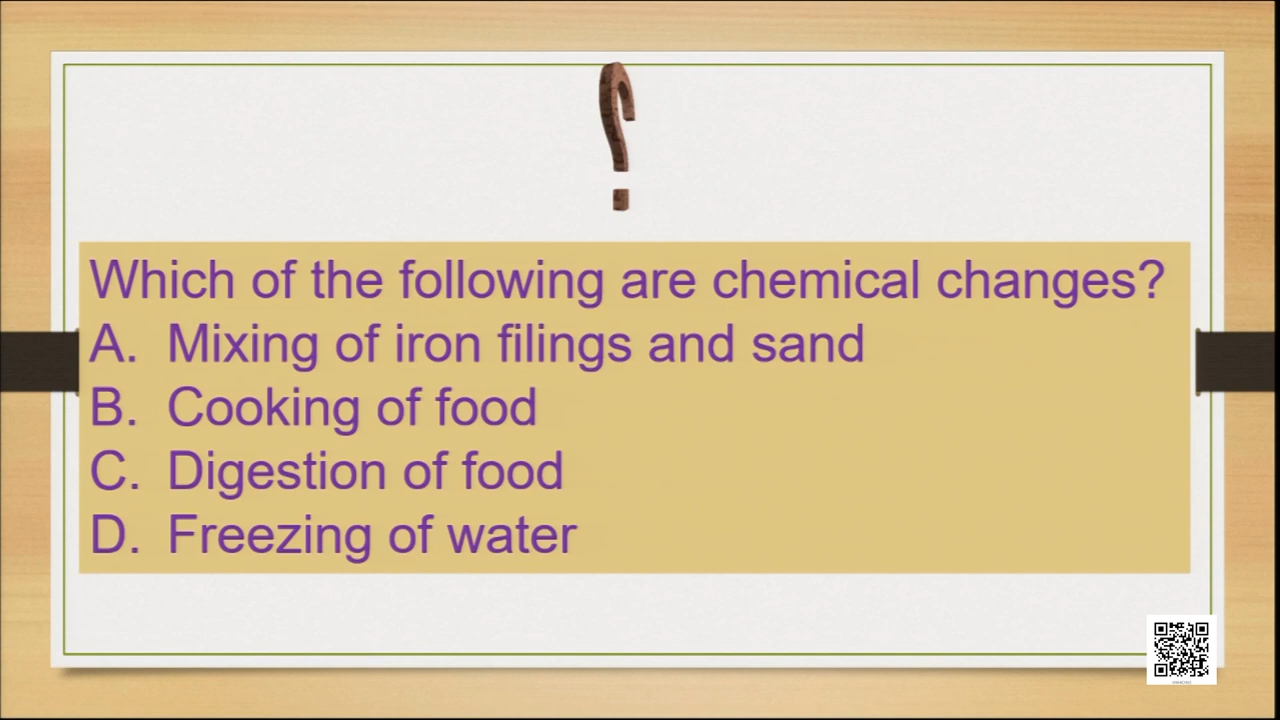 Which of the following are chemical changes?
A. Mixing of iron filings and sand
B. Cooking of food
C. Digestion of food
D. Freezing of water